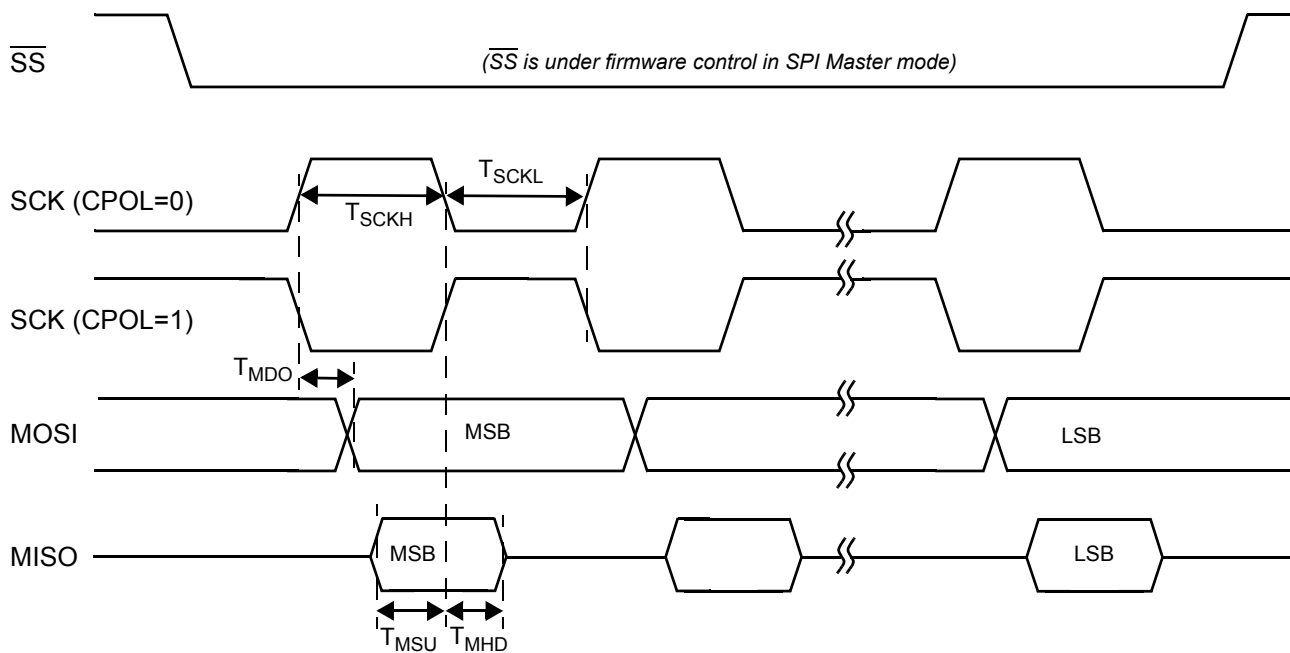 SS
(SS is under firmware control in SPI Master mode)
SCK (CPOL=0)
TSCKH
TSCKL
SCK (CPOL=1)
TMDO
MOSI
MSB
LSB
MISO
MSB
LSB
TMSU
TMHD